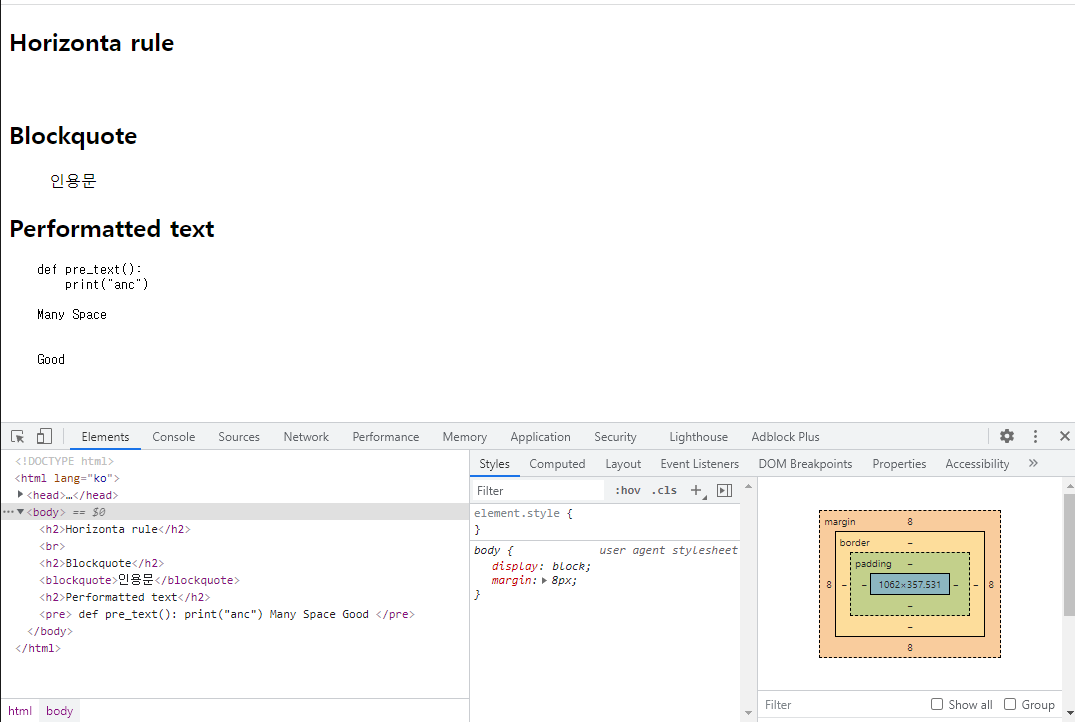 Horizonta rule
Blockquote
인용문
Performatted text
def pre_text():
    print("anc")
Many Space
Good
Elements Console Sources Network Performance Memory Application Security Lighthouse Adblock Plus
<!DOCTYPE html>
<html lang="ko">
<head>…</head>
<body> == $0
<h2>Horizonta rule</h2>
<br>
<h2>Blockquote</h2>
<blockquote>인용문</blockquote>
<h2>Performatted text</h2>
<pre> def pre_text(): print("anc") Many Space Good </pre>
</body>
</html>
html body
Styles Computed Layout Event Listeners DOM Breakpoints Properties Accessibility »
Filter :hov .cls +
element.style {
}
body { user agent stylesheet
display: block;
margin: 8px;
}
margin 8
border –
padding –
8 – – 1062×357.531 – – 8
–
–
8
Filter Show all Group